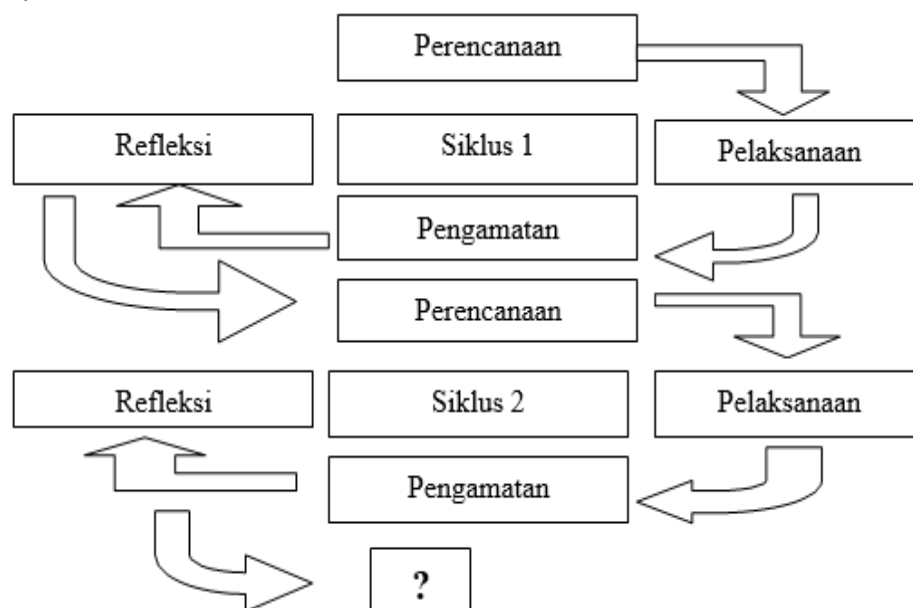 Perencanaan
Refleksi
Siklus 1
Pelaksanaan
Pengamatan
Perencanaan
Refleksi
Siklus 2
Pelaksanaan
Pengamatan
?